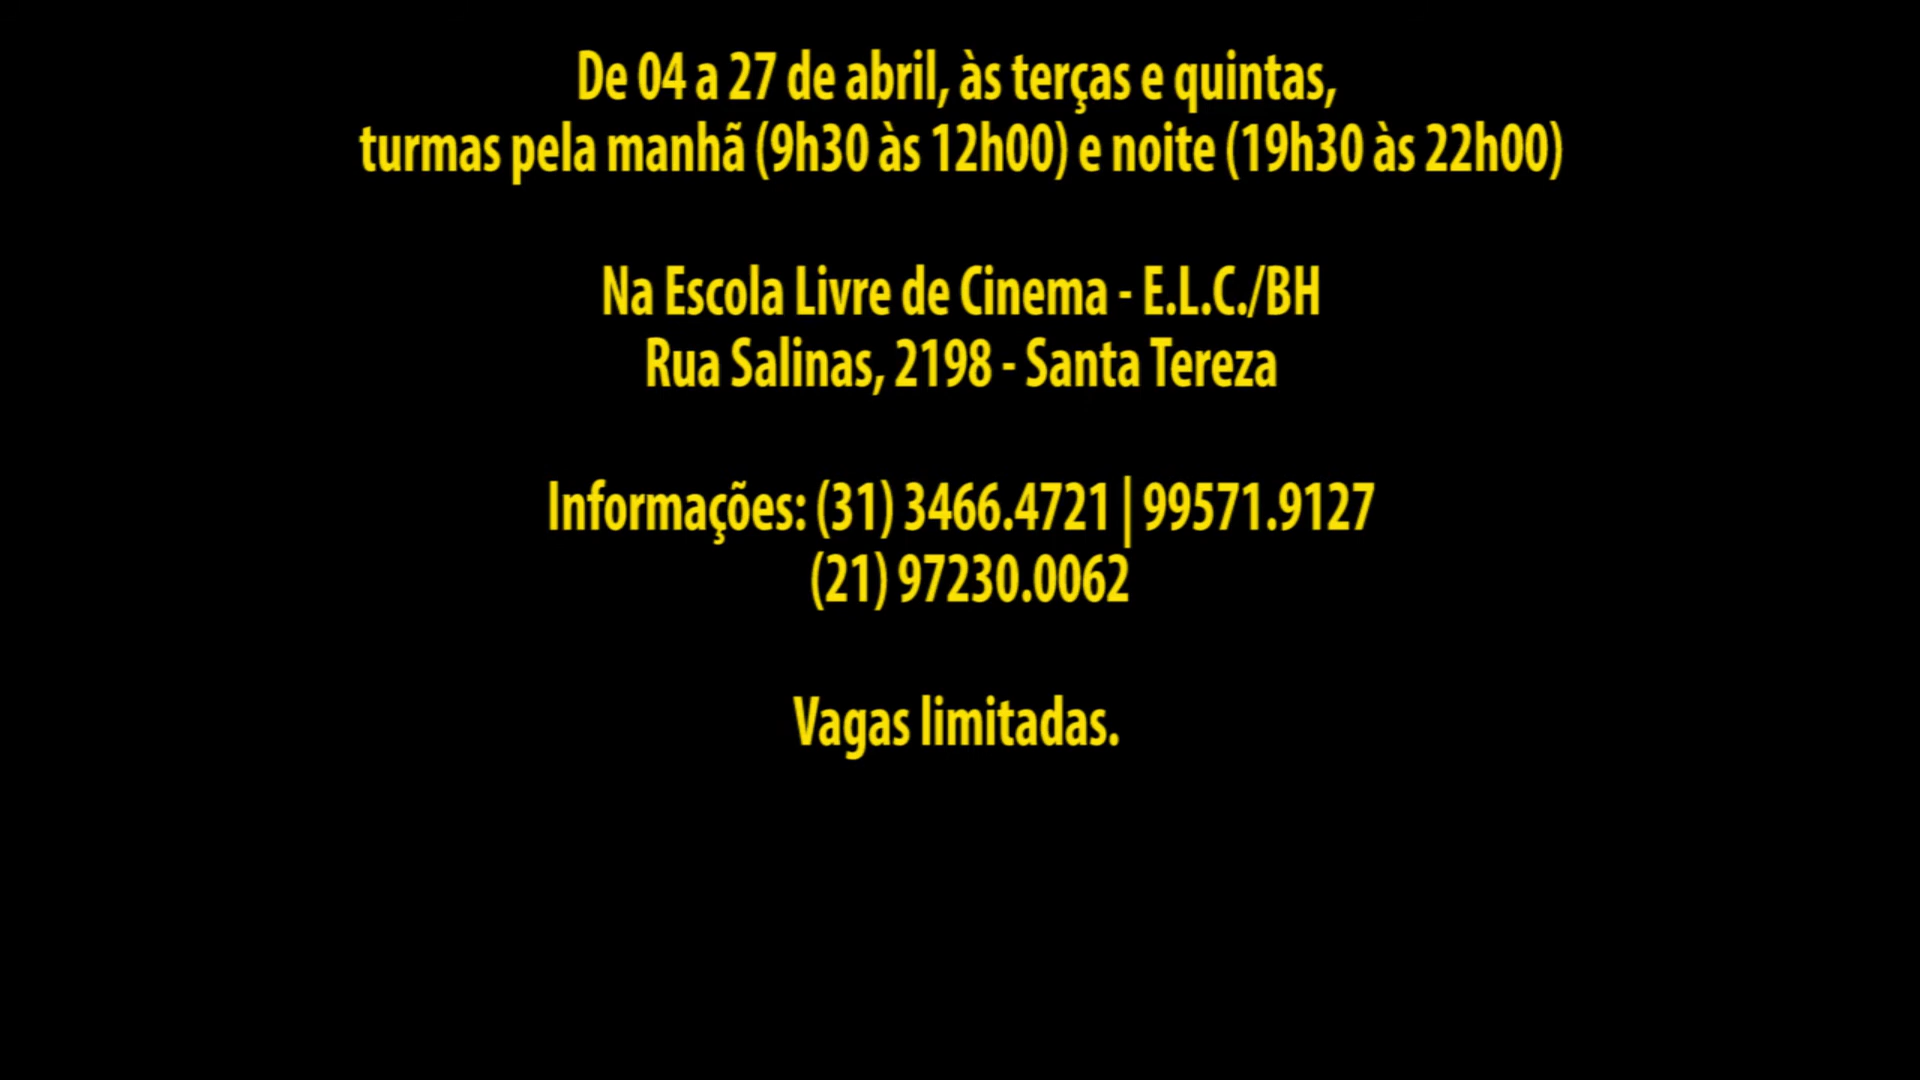 De 04 a 27 de abril, às terças e quintas,
turmas pela manhã (9h30 às 12h00) e noite (19h30 às 22h00)
Na Escola Livre de Cinema - E.L.C./BH
Rua Salinas, 2198 - Santa Tereza
Informações: (31) 3466.4721 | 99571.9127
(21) 97230.0062
Vagas limitadas.